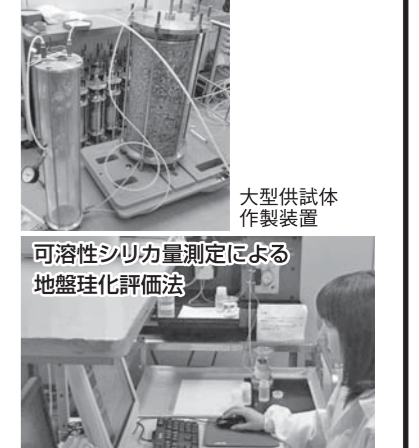 大型供試体
作製装置
可溶性シリカ量測定による
地盤珪化評価法